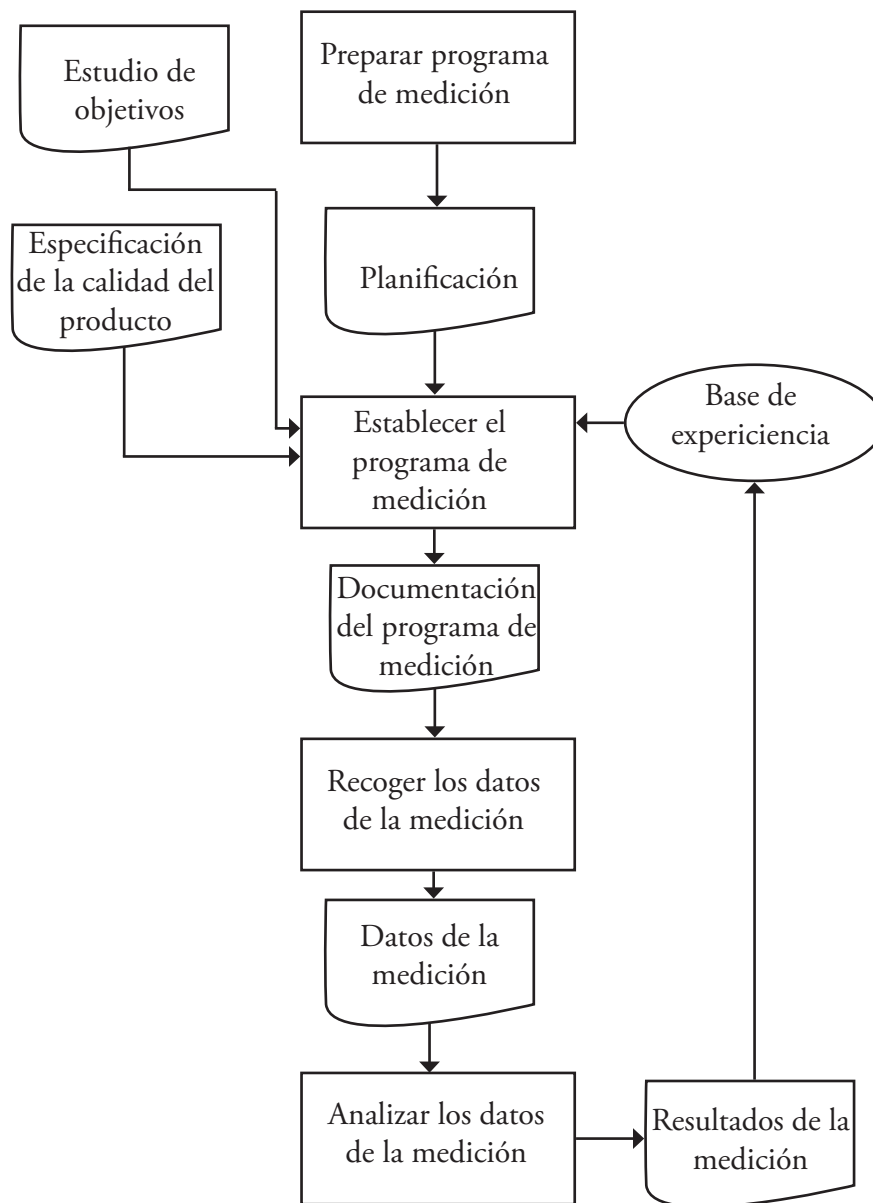 Estudio de
objetivos
Preparar programa
de medición
Especificación
de la calidad del
producto
Planificación
Establecer el
programa de
medición
Base de
expericiencia
Documentación
del programa de
medición
Recoger los datos
de la medición
Datos de la
medición
Analizar los datos
de la medición
Resultados de la
medición